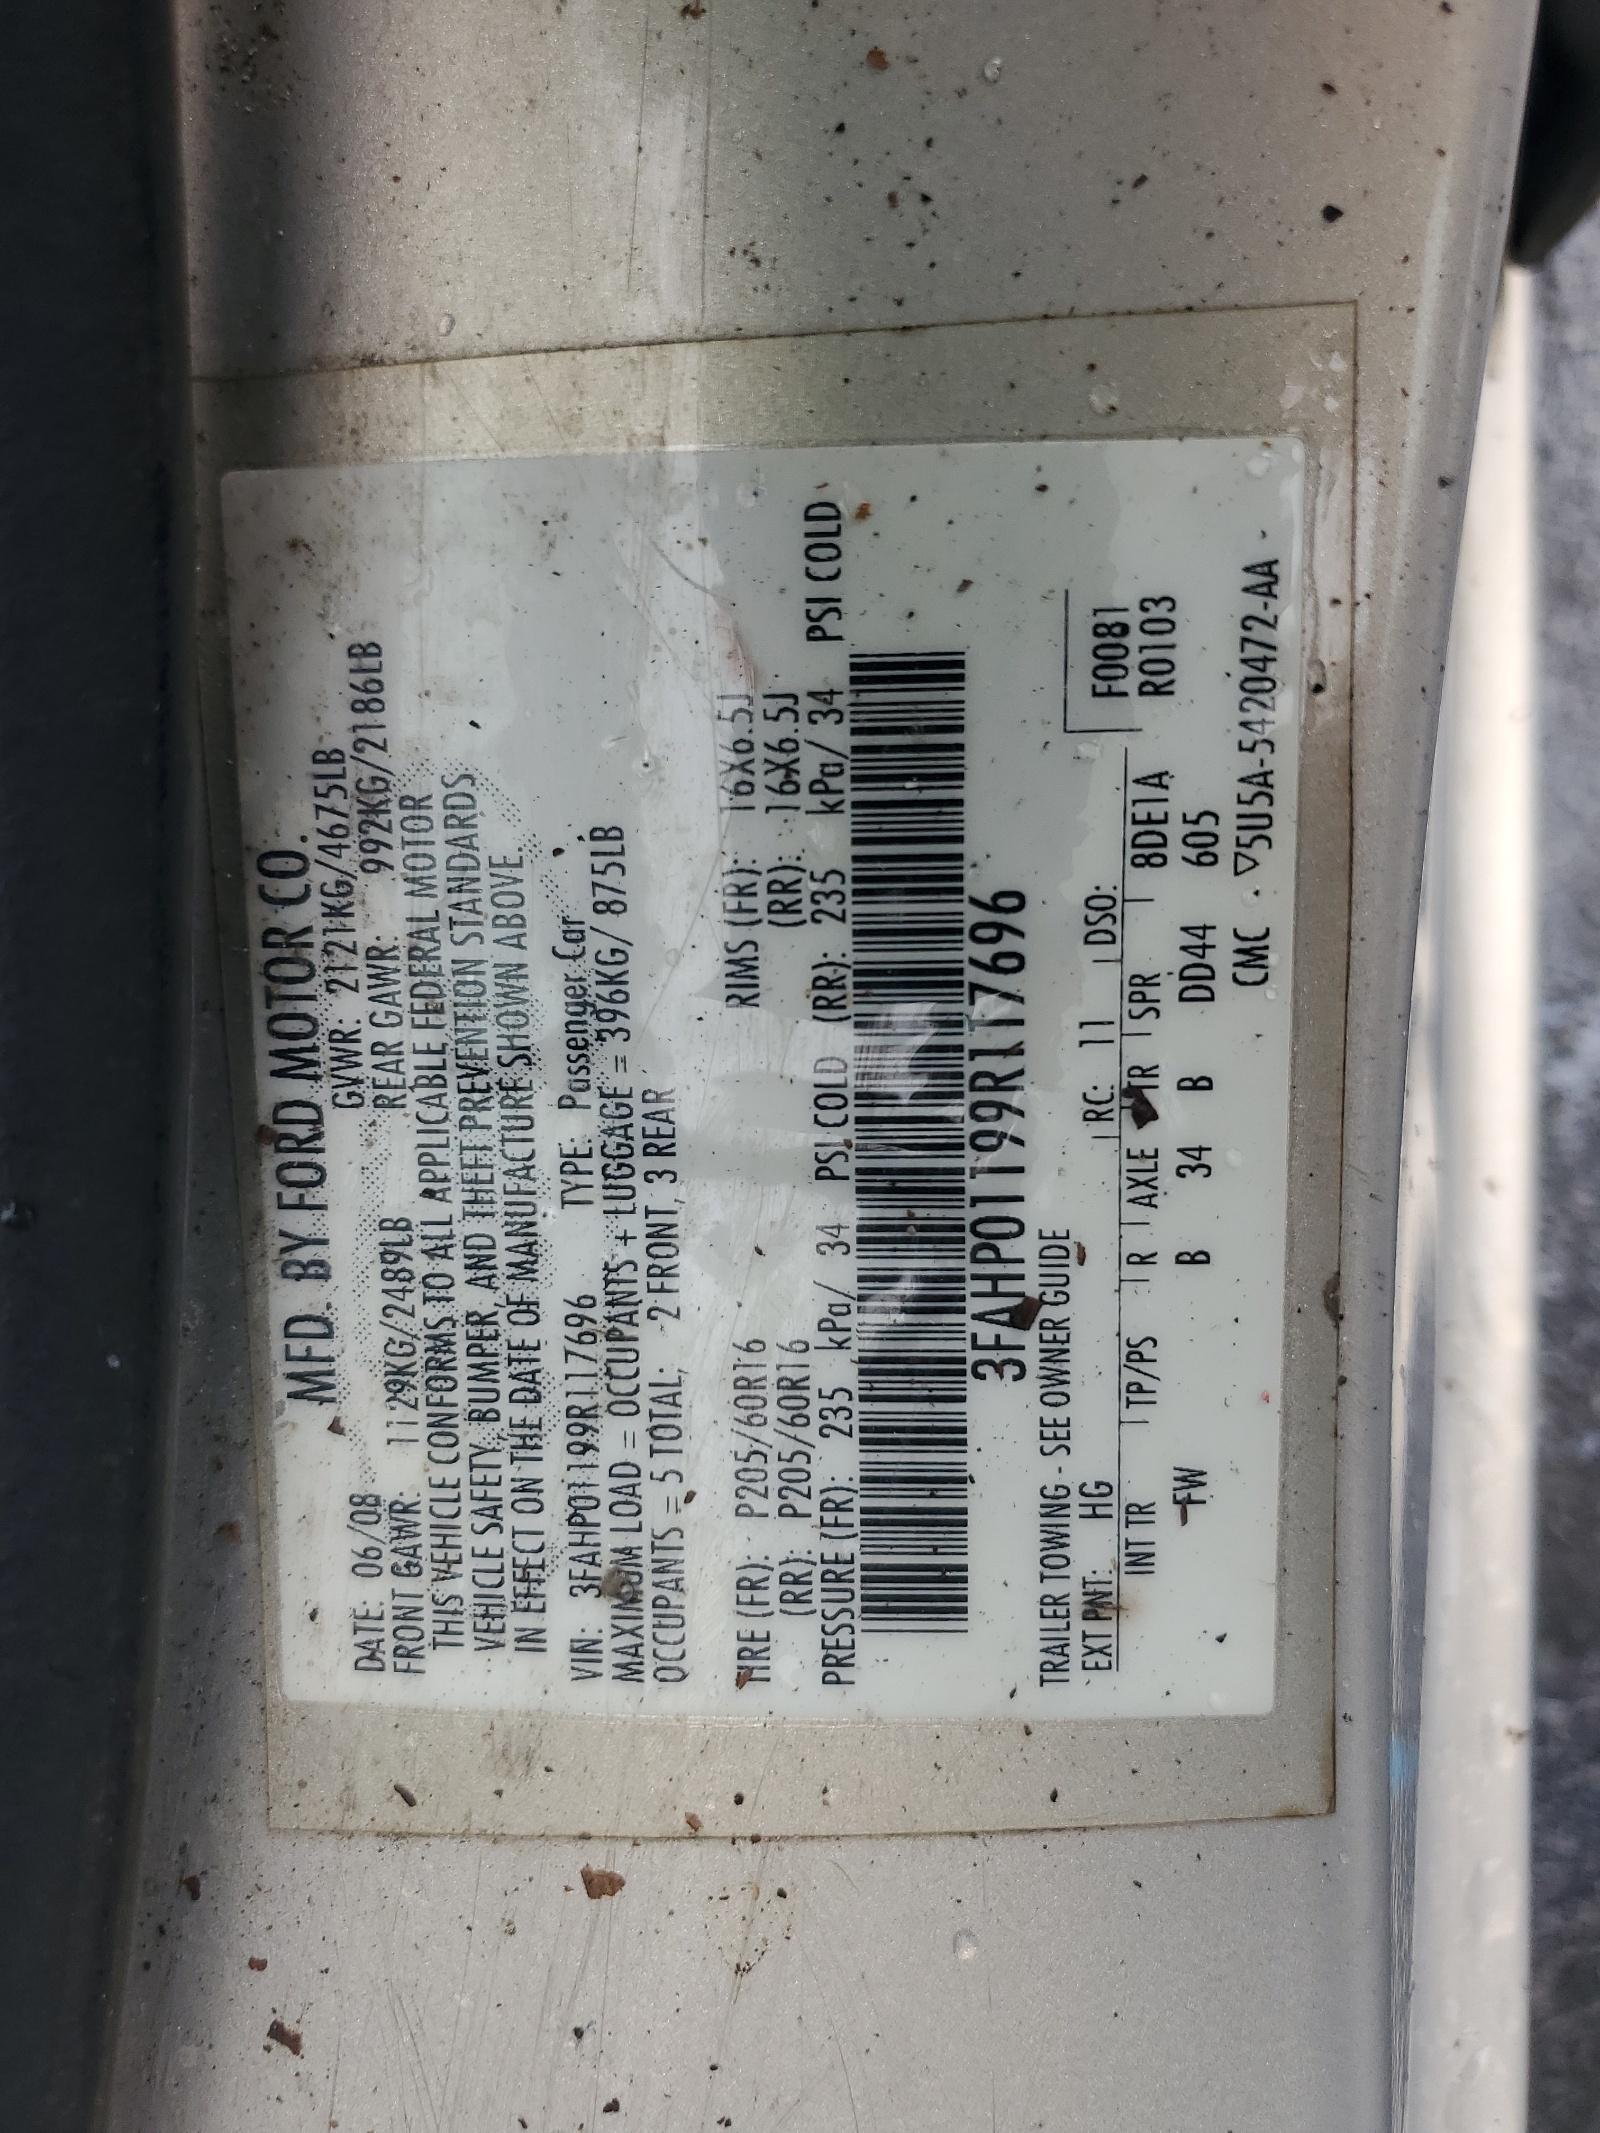 MFD. BY FORD MOTOR CO.
DATE: 06/08 GVWR: 2121KG/4675LB
FRONT GAWR: 1129KG/2489LB REAR GAWR: 992KG/2186LB
THIS VEHICLE CONFORMS TO ALL APPLICABLE FEDERAL MOTOR
VEHICLE SAFETY, BUMPER, AND THEFT PREVENTION STANDARDS
IN EFFECT ON THE DATE OF MANUFACTURE SHOWN ABOVE.
VIN: 3FAHP01199R117696 TYPE: Passenger Car
MAXIMUM LOAD = OCCUPANTS + LUGGAGE = 396KG/ 875LB
OCCUPANTS = 5 TOTAL; 2 FRONT, 3 REAR
TIRE (FR): P205/60R16 RIMS (FR): 16X6.5J
(RR): P205/60R16 (RR): 16X6.5J
PRESSURE (FR): 235 kPa/ 34 PSI COLD (RR): 235 kPa/ 34 PSI COLD
3FAHP01199R117696
TRAILER TOWING - SEE OWNER GUIDE
EXT PNT: HG RC: 11 DSO: F0081
INT TR TP/PS R AXLE TR SPR 8DE1A R0103
FW B 34 B DD44 605
CMC ▽5U5A-5420472-AA